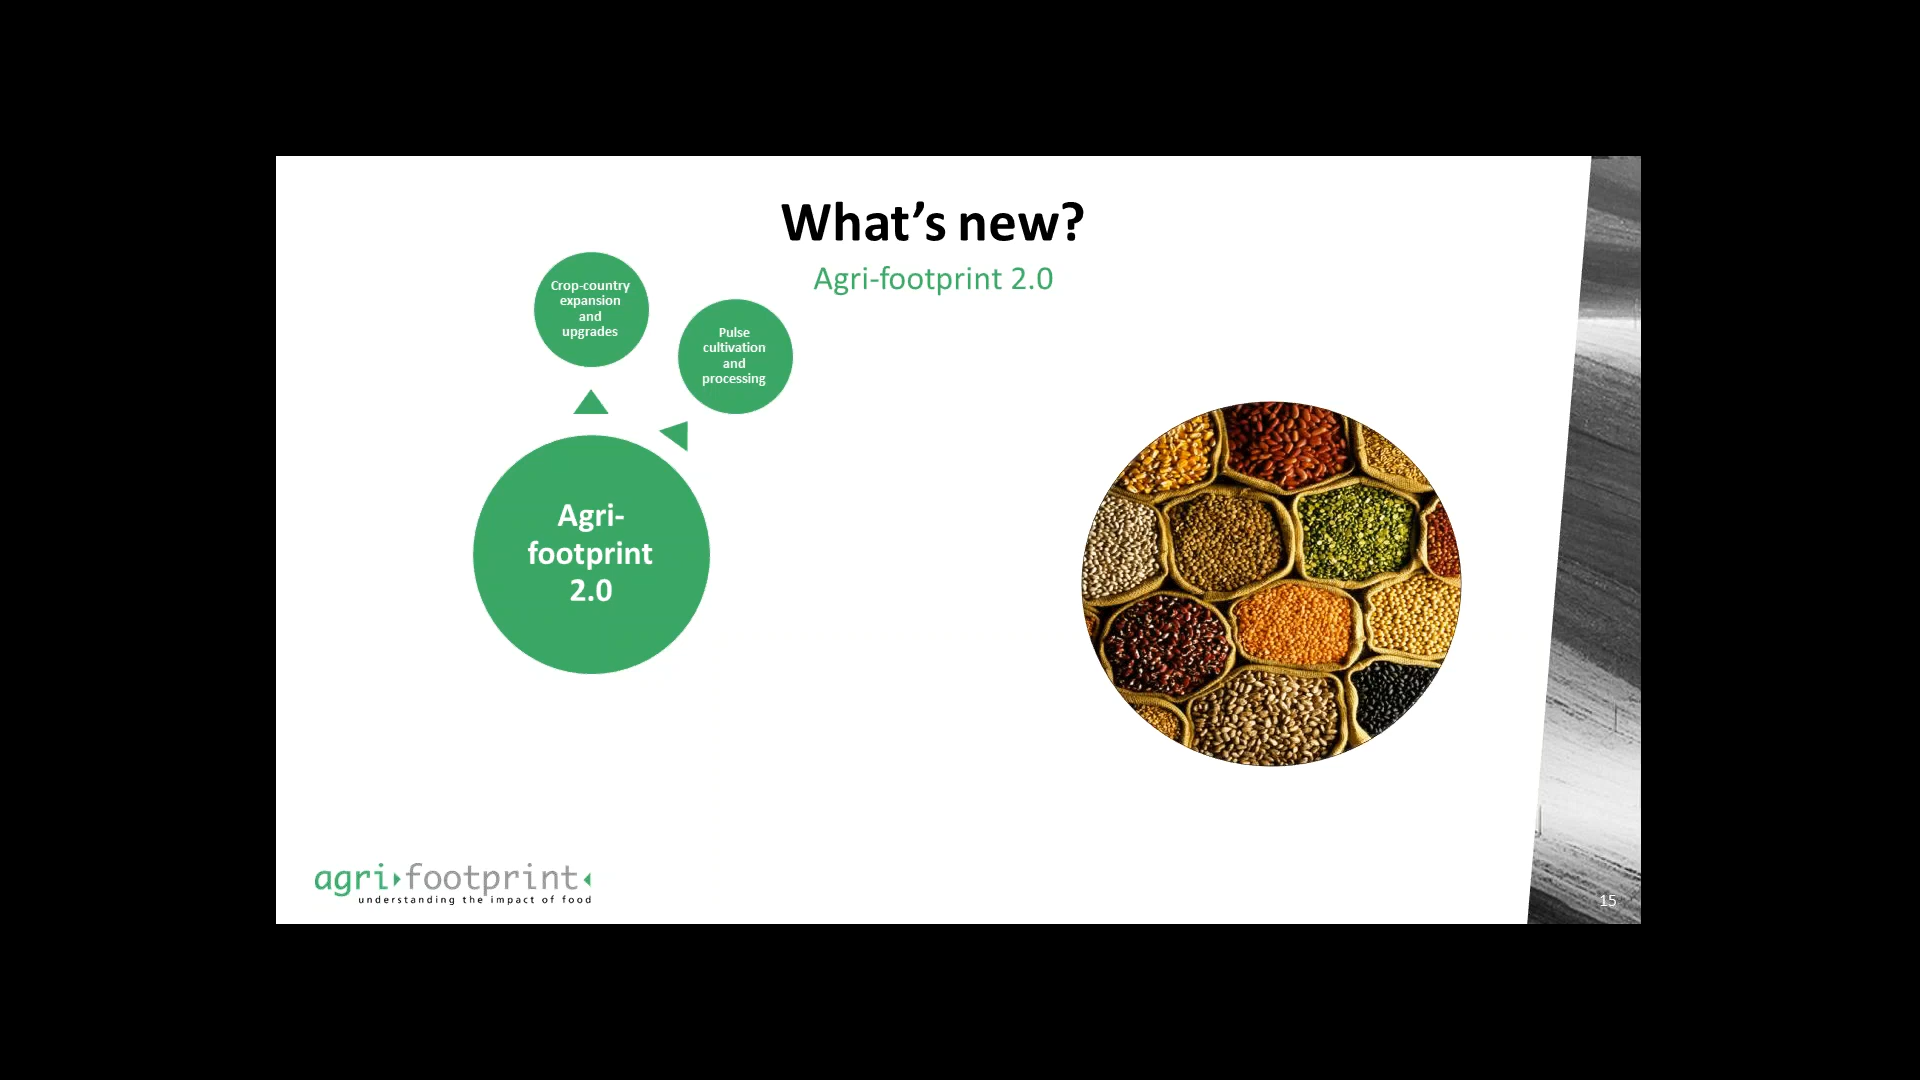 What’s new?
Agri-footprint 2.0
Crop-country
expansion
and
upgrades
Pulse
cultivation
and
processing
Agri-
footprint
2.0
agri footprint
understanding the impact of food
15